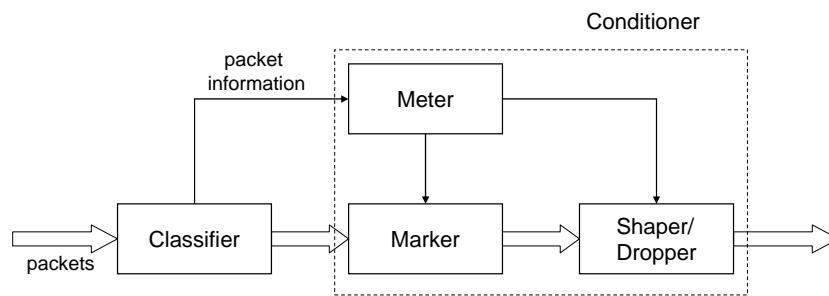 Conditioner
packet
information
Meter
packets
Classifier
Marker
Shaper/
Dropper